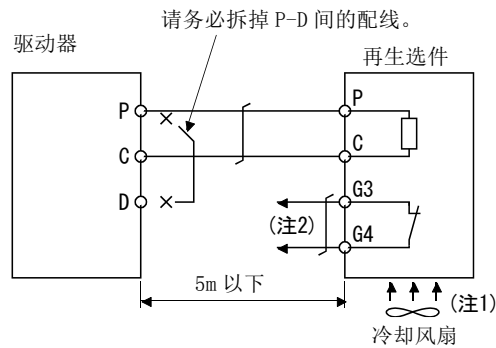 请务必拆掉 P-D 间的配线。
驱动器
再生选件
P
P
C
C
D
G3
(注2)
G4
5m 以下
(注1)
冷却风扇